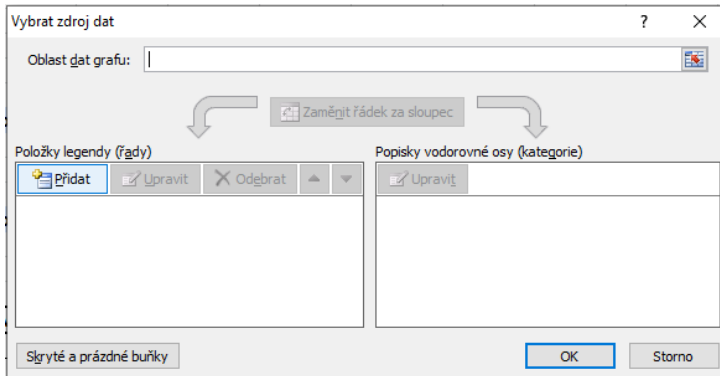 Vybrat zdroj dat
Oblast dat grafu:
Zaměnit řádek za sloupec
Položky legendy (řady)
Přidat Upravit Odebrat
Popisky vodorovné osy (kategorie)
Upravit
Skryté a prázdné buňky
OK Storno